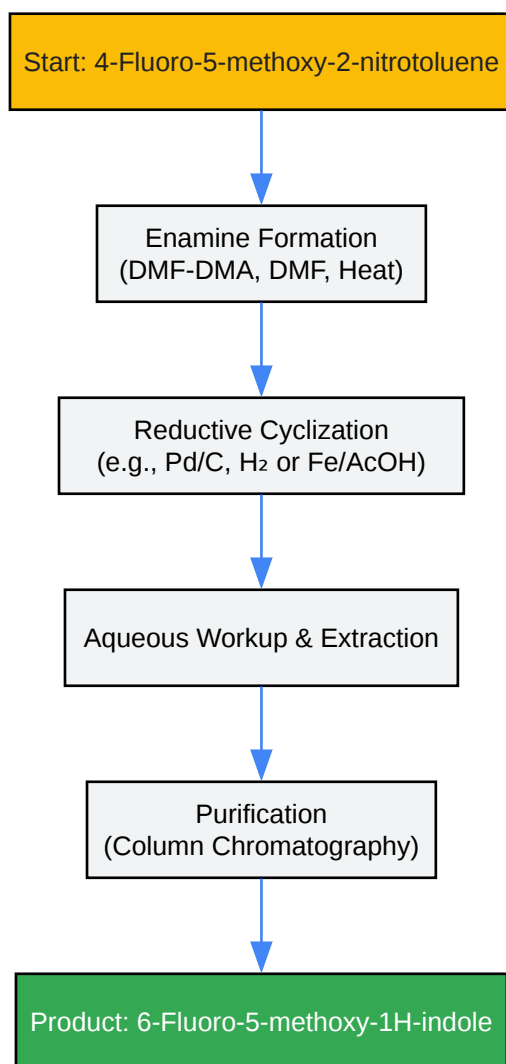 Start: 4-Fluoro-5-methoxy-2-nitrotoluene
Enamine Formation
(DMF-DMA, DMF, Heat)
Reductive Cyclization
(e.g., Pd/C, H₂ or Fe/AcOH)
Aqueous Workup & Extraction
Purification
(Column Chromatography)
Product: 6-Fluoro-5-methoxy-1H-indole